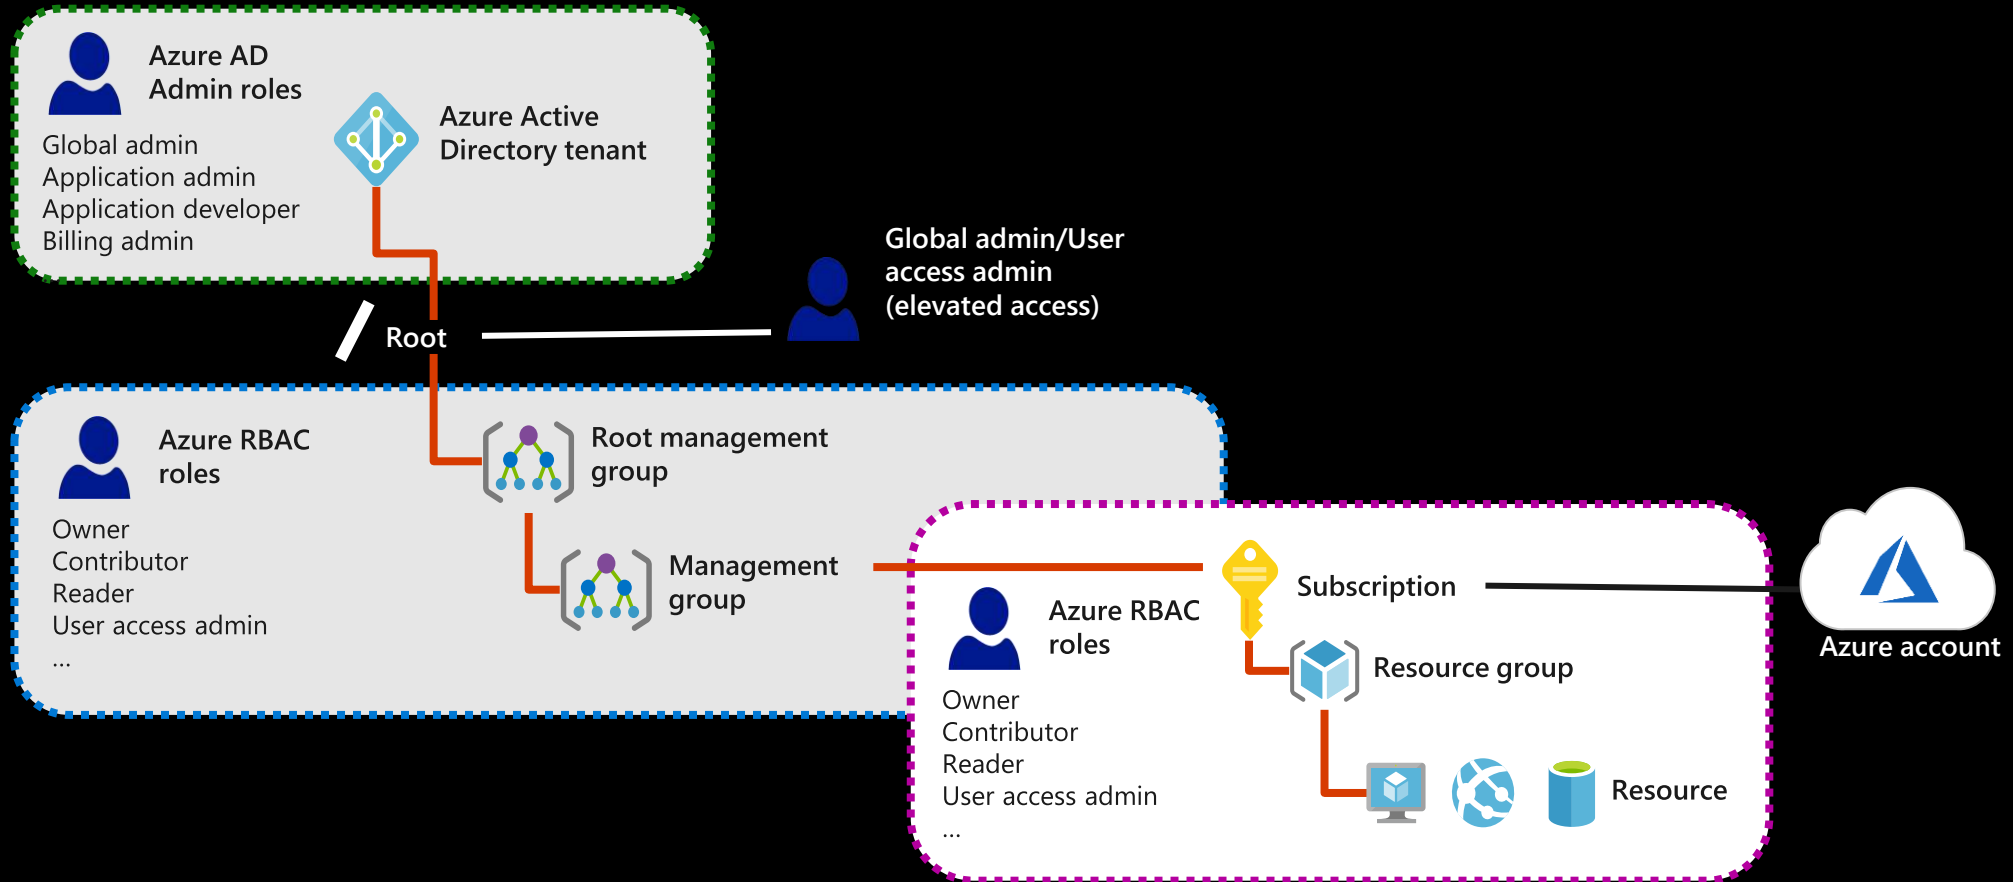 Azure AD
Admin roles
Global admin
Application admin
Application developer
Billing admin
Azure Active
Directory tenant
Root
Global admin/User
access admin
(elevated access)
Azure RBAC
roles
Owner
Contributor
Reader
User access admin
...
Root management
group
Management
group
Azure RBAC
roles
Owner
Contributor
Reader
User access admin
...
Subscription
Resource group
Resource
Azure account